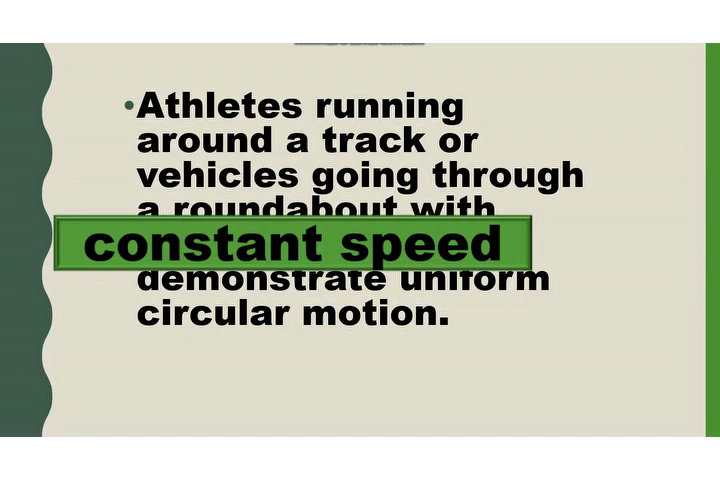 •Athletes running
around a track or
vehicles going through
a roundabout with
constant speed
demonstrate uniform
circular motion.